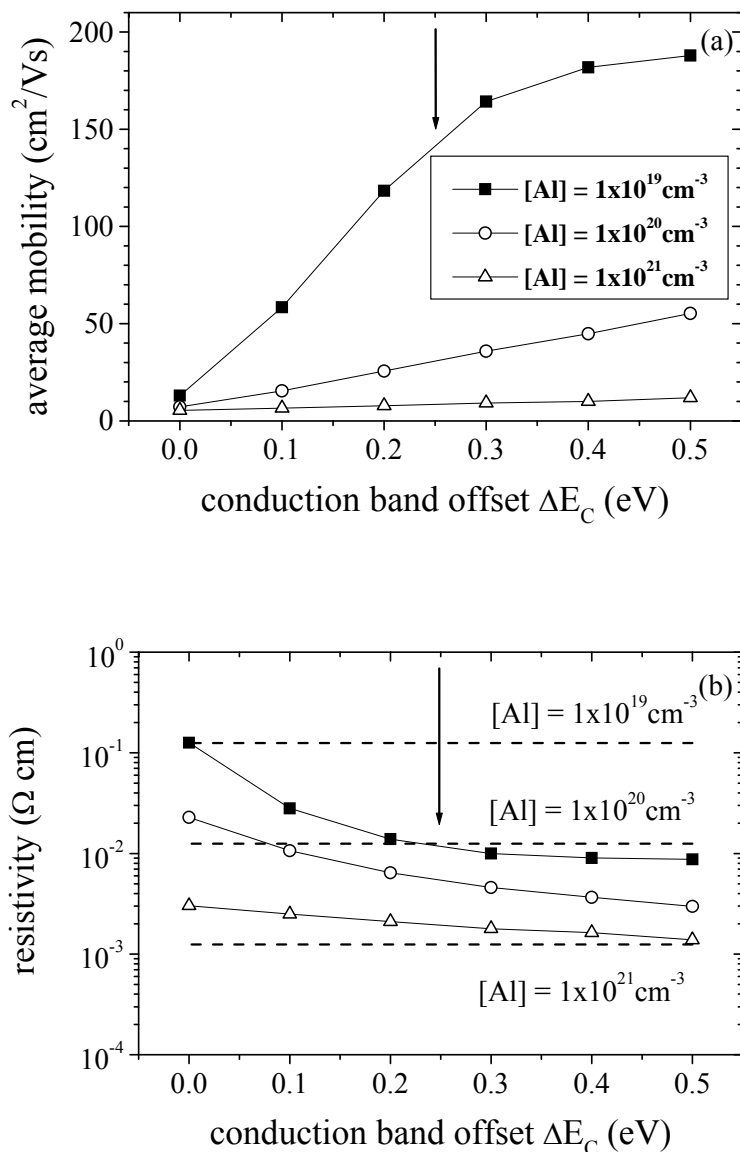 (a)
200
150
100
50
0
average mobility (cm²/Vs)
[Al] = 1x10¹⁹cm⁻³
[Al] = 1x10²⁰cm⁻³
[Al] = 1x10²¹cm⁻³
0.0 0.1 0.2 0.3 0.4 0.5
conduction band offset ΔE_C (eV)
(b)
10⁰
10⁻¹
10⁻²
10⁻³
10⁻⁴
resistivity (Ω cm)
[Al] = 1x10¹⁹cm⁻³
[Al] = 1x10²⁰cm⁻³
[Al] = 1x10²¹cm⁻³
0.0 0.1 0.2 0.3 0.4 0.5
conduction band offset ΔE_C (eV)